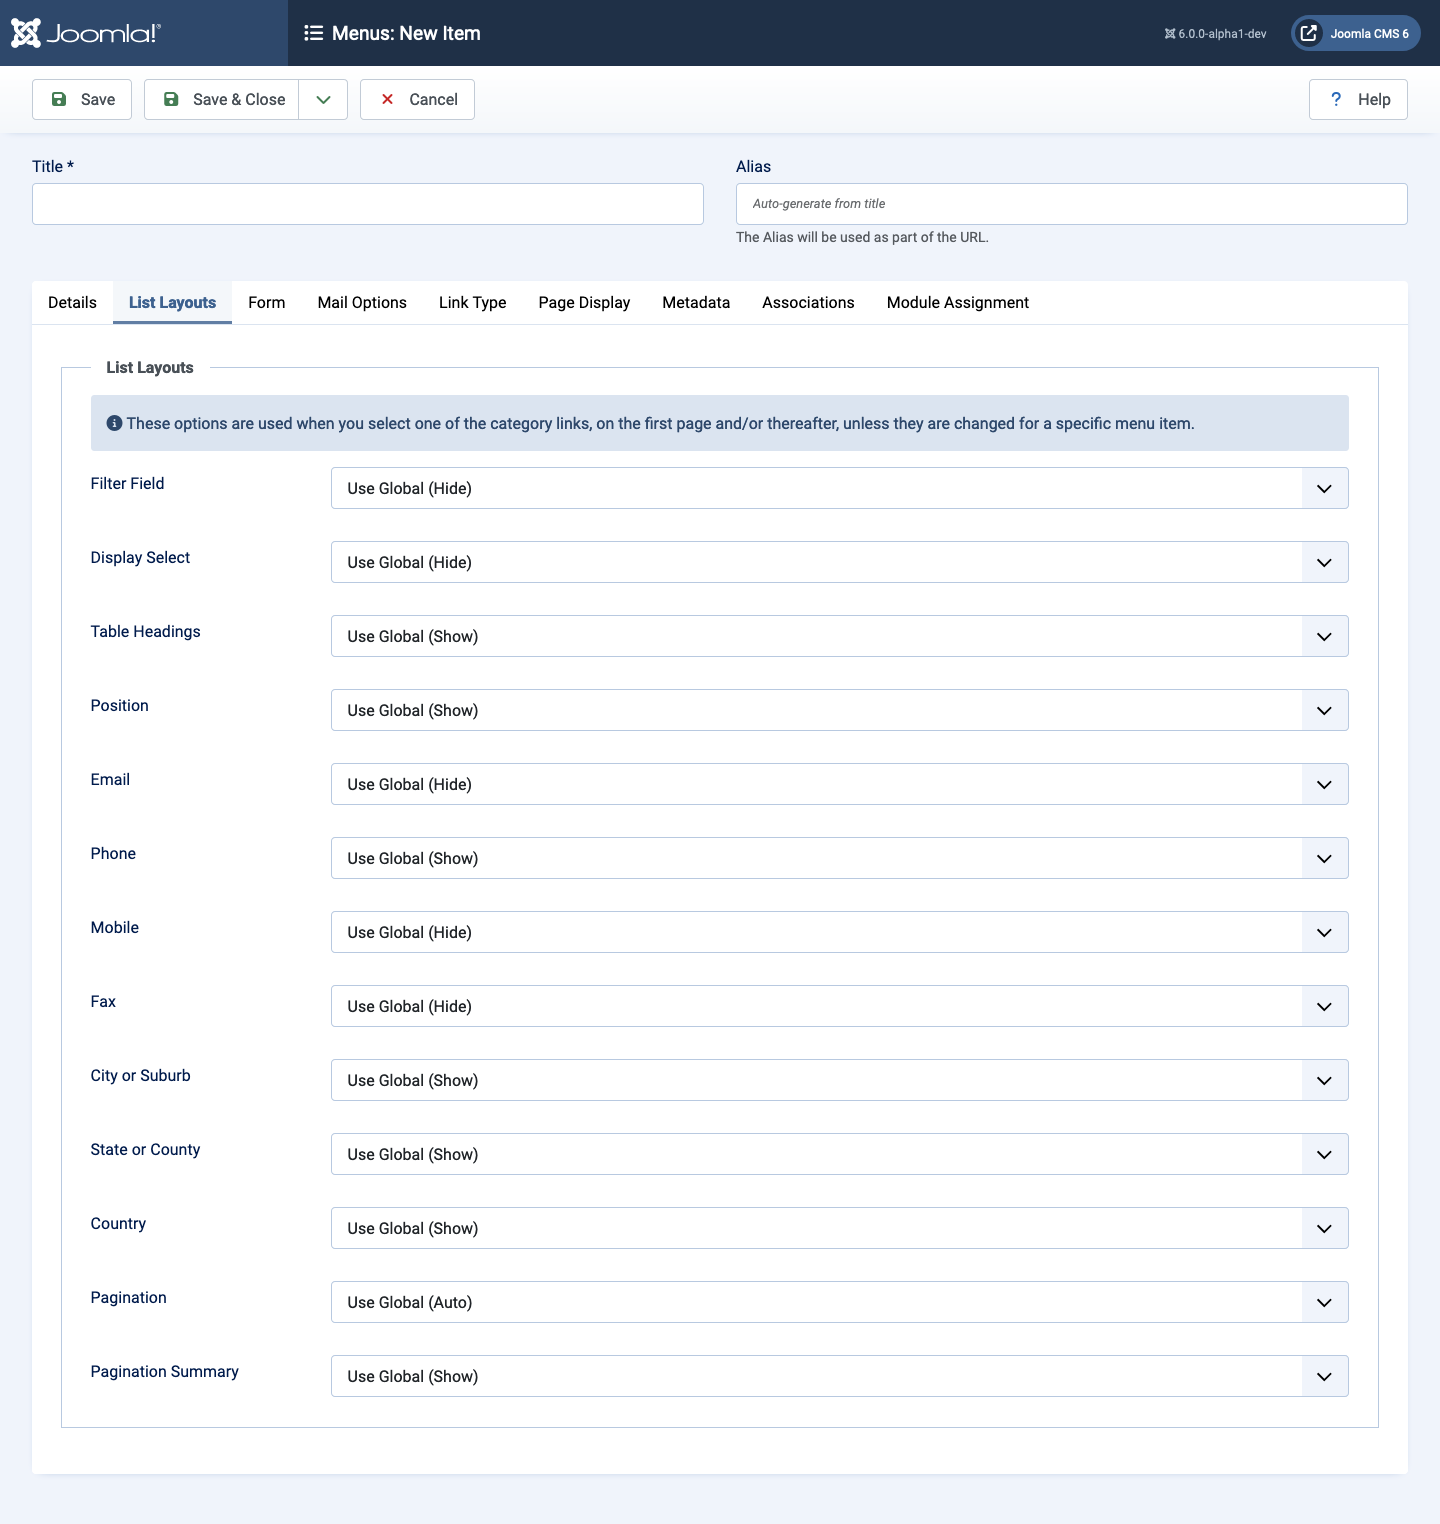 Joomla!®
Menus: New Item
6.0.0-alpha1-dev
Joomla CMS 6
Save
Save & Close
Cancel
? Help
Title *
Alias
Auto-generate from title
The Alias will be used as part of the URL.
Details List Layouts Form Mail Options Link Type Page Display Metadata Associations Module Assignment
List Layouts
These options are used when you select one of the category links, on the first page and/or thereafter, unless they are changed for a specific menu item.
Filter Field
Use Global (Hide)
Display Select
Use Global (Hide)
Table Headings
Use Global (Show)
Position
Use Global (Show)
Email
Use Global (Hide)
Phone
Use Global (Show)
Mobile
Use Global (Hide)
Fax
Use Global (Hide)
City or Suburb
Use Global (Show)
State or County
Use Global (Show)
Country
Use Global (Show)
Pagination
Use Global (Auto)
Pagination Summary
Use Global (Show)